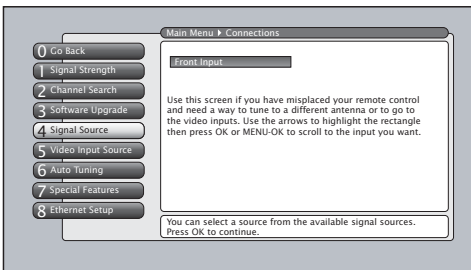 Main Menu ▸ Connections
0 Go Back
1 Signal Strength
2 Channel Search
3 Software Upgrade
4 Signal Source
5 Video Input Source
6 Auto Tuning
7 Special Features
8 Ethernet Setup
Front Input
Use this screen if you have misplaced your remote control
and need a way to tune to a different antenna or to go to
the video inputs. Use the arrows to highlight the rectangle
then press OK or MENU-OK to scroll to the input you want.
You can select a source from the available signal sources.
Press OK to continue.